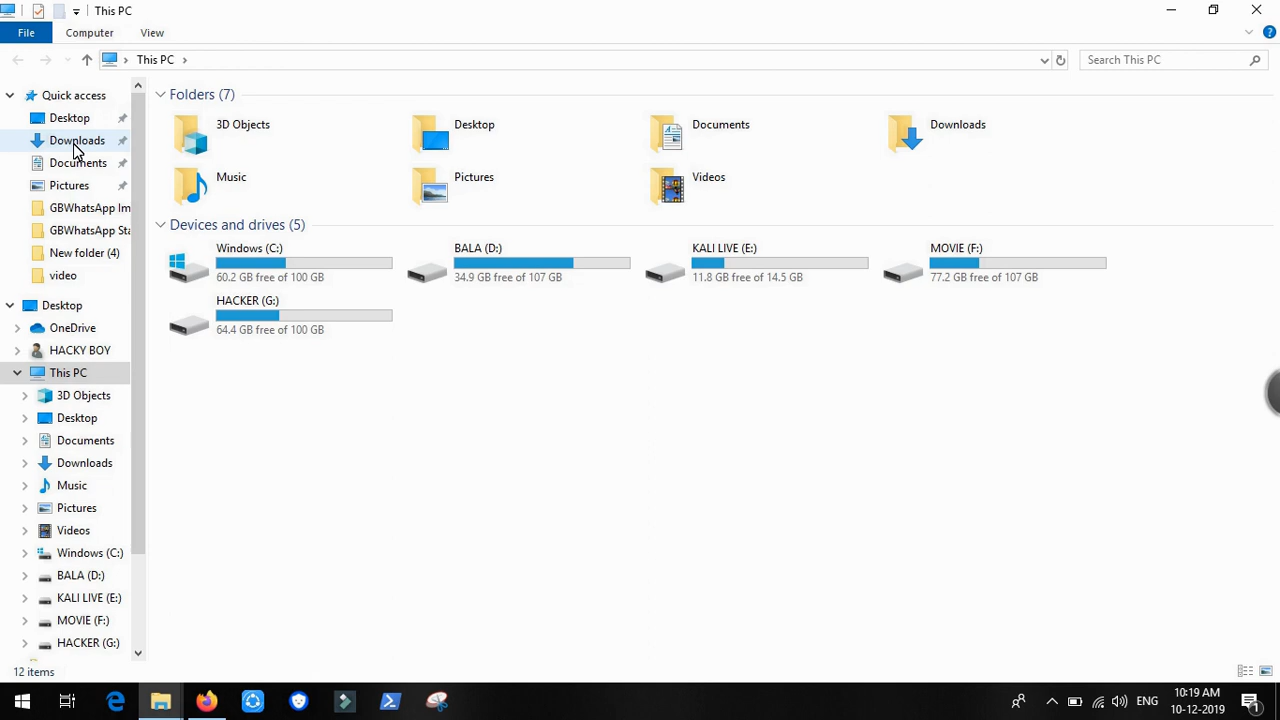 This PC
File
Computer
View
This PC
Search This PC
Quick access
Desktop
Downloads
Documents
Pictures
GBWhatsApp Im
GBWhatsApp Sta
New folder (4)
video
Desktop
OneDrive
HACKY BOY
This PC
3D Objects
Desktop
Documents
Downloads
Music
Pictures
Videos
Windows (C:)
BALA (D:)
KALI LIVE (E:)
MOVIE (F:)
HACKER (G:)
Folders (7)
3D Objects
Desktop
Documents
Downloads
Music
Pictures
Videos
Devices and drives (5)
Windows (C:)
60.2 GB free of 100 GB
BALA (D:)
34.9 GB free of 107 GB
KALI LIVE (E:)
11.8 GB free of 14.5 GB
MOVIE (F:)
77.2 GB free of 107 GB
HACKER (G:)
64.4 GB free of 100 GB
12 items
ENG
10:19 AM
10-12-2019
1